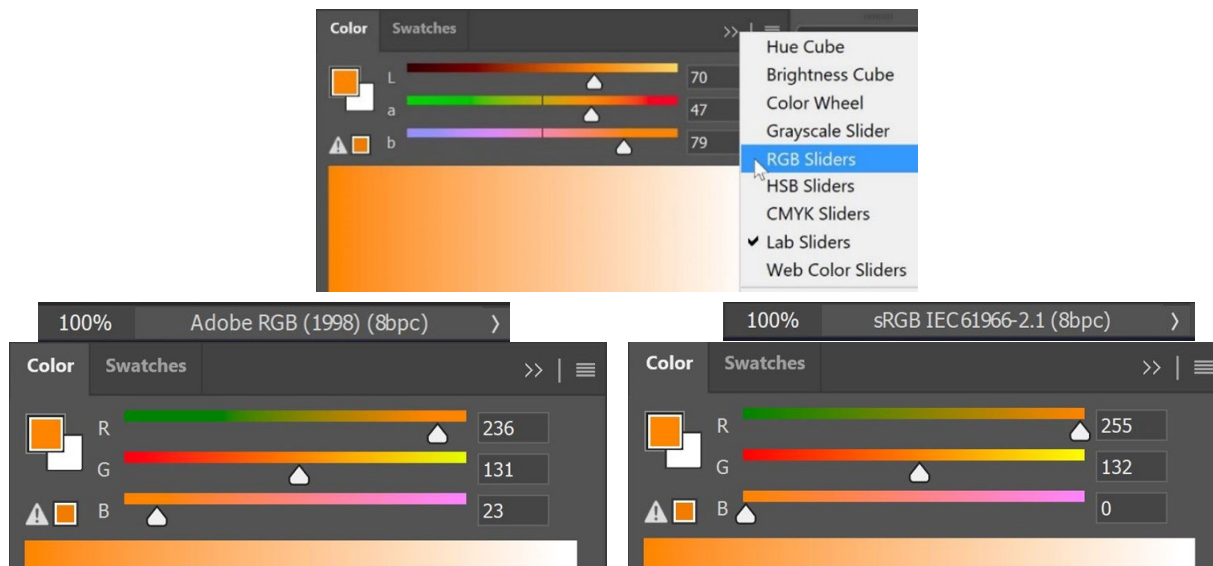 Color Swatches >>
L 70
a 47
b 79
Hue Cube
Brightness Cube
Color Wheel
Grayscale Slider
RGB Sliders
HSB Sliders
CMYK Sliders
Lab Sliders
Web Color Sliders
100% Adobe RGB (1998) (8bpc)
Color Swatches >>
R 236
G 131
B 23
100% sRGB IEC61966-2.1 (8bpc)
Color Swatches >>
R 255
G 132
B 0